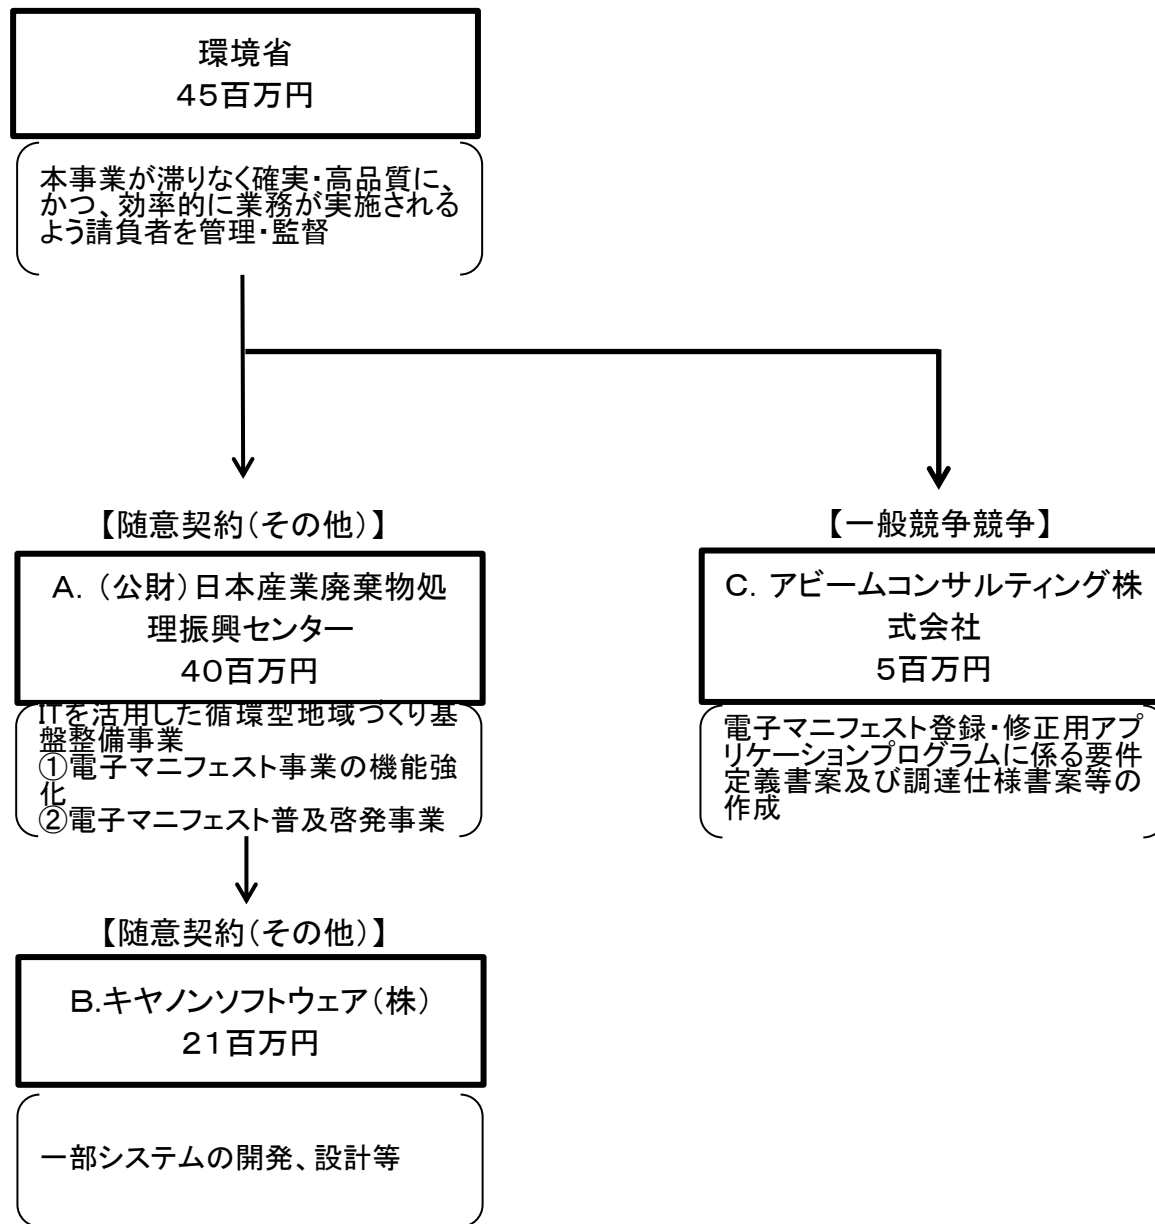 環境省
45百万円
本事業が滞りなく確実・高品質に、
かつ、効率的に業務が実施される
よう請負者を管理・監督
【随意契約（その他）】
A. （公財）日本産業廃棄物処
理振興センター
40百万円
ITを活用した循環型地域づくり基
盤整備事業
①電子マニフェスト事業の機能強
化
②電子マニフェスト普及啓発事業
【随意契約（その他）】
B.キヤノンソフトウェア（株）
21百万円
一部システムの開発、設計等
【一般競争競争】
C. アビームコンサルティング株
式会社
5百万円
電子マニフェスト登録・修正用アプ
リケーションプログラムに係る要件
定義書案及び調達仕様書案等の
作成